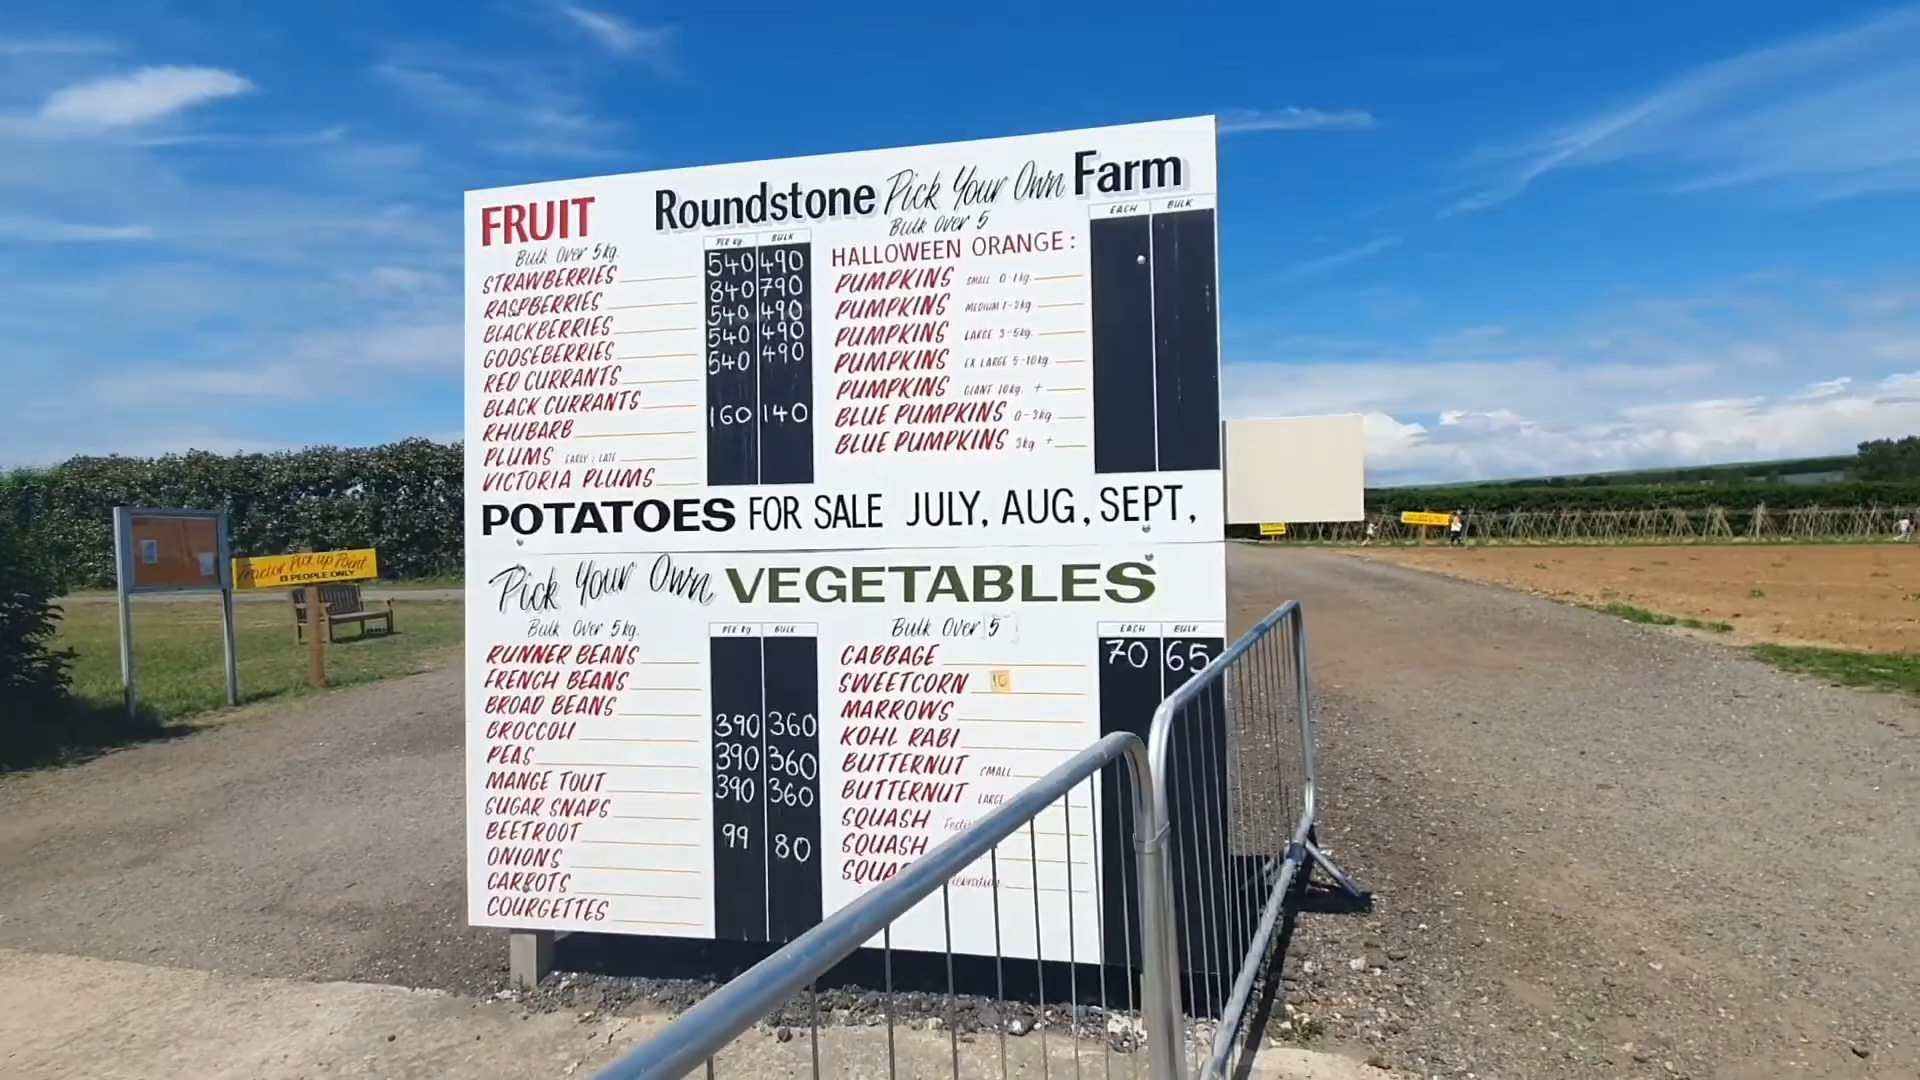 FRUIT
Roundstone Pick Your Own Farm
Bulk Over 5kg.
PER Kg BULK
STRAWBERRIES 540 490
RASPBERRIES 840 790
BLACKBERRIES 540 490
GOOSEBERRIES 540 490
RED CURRANTS 540 490
BLACK CURRANTS
RHUBARB 160 140
PLUMS EARLY / LATE
VICTORIA PLUMS
Bulk Over 5
EACH BULK
HALLOWEEN ORANGE:
PUMPKINS SMALL 0-1kg.
PUMPKINS MEDIUM 1-3kg.
PUMPKINS LARGE 3-5kg.
PUMPKINS EX LARGE 5-10kg.
PUMPKINS GIANT 10kg. +
BLUE PUMPKINS 0-3kg
BLUE PUMPKINS 3kg +
POTATOES FOR SALE JULY, AUG, SEPT,
Pick Your Own VEGETABLES
Bulk Over 5kg.
PER Kg BULK
RUNNER BEANS
FRENCH BEANS
BROAD BEANS
BROCCOLI 390 360
PEAS 390 360
MANGE TOUT 390 360
SUGAR SNAPS
BEETROOT 99 80
ONIONS
CARROTS
COURGETTES
Bulk Over 5
EACH BULK
CABBAGE 70 65
SWEETCORN 10
MARROWS
KOHL RABI
BUTTERNUT SMALL
BUTTERNUT LARGE
SQUASH
SQUASH
Tractor Pick up Point
PEOPLE ONLY